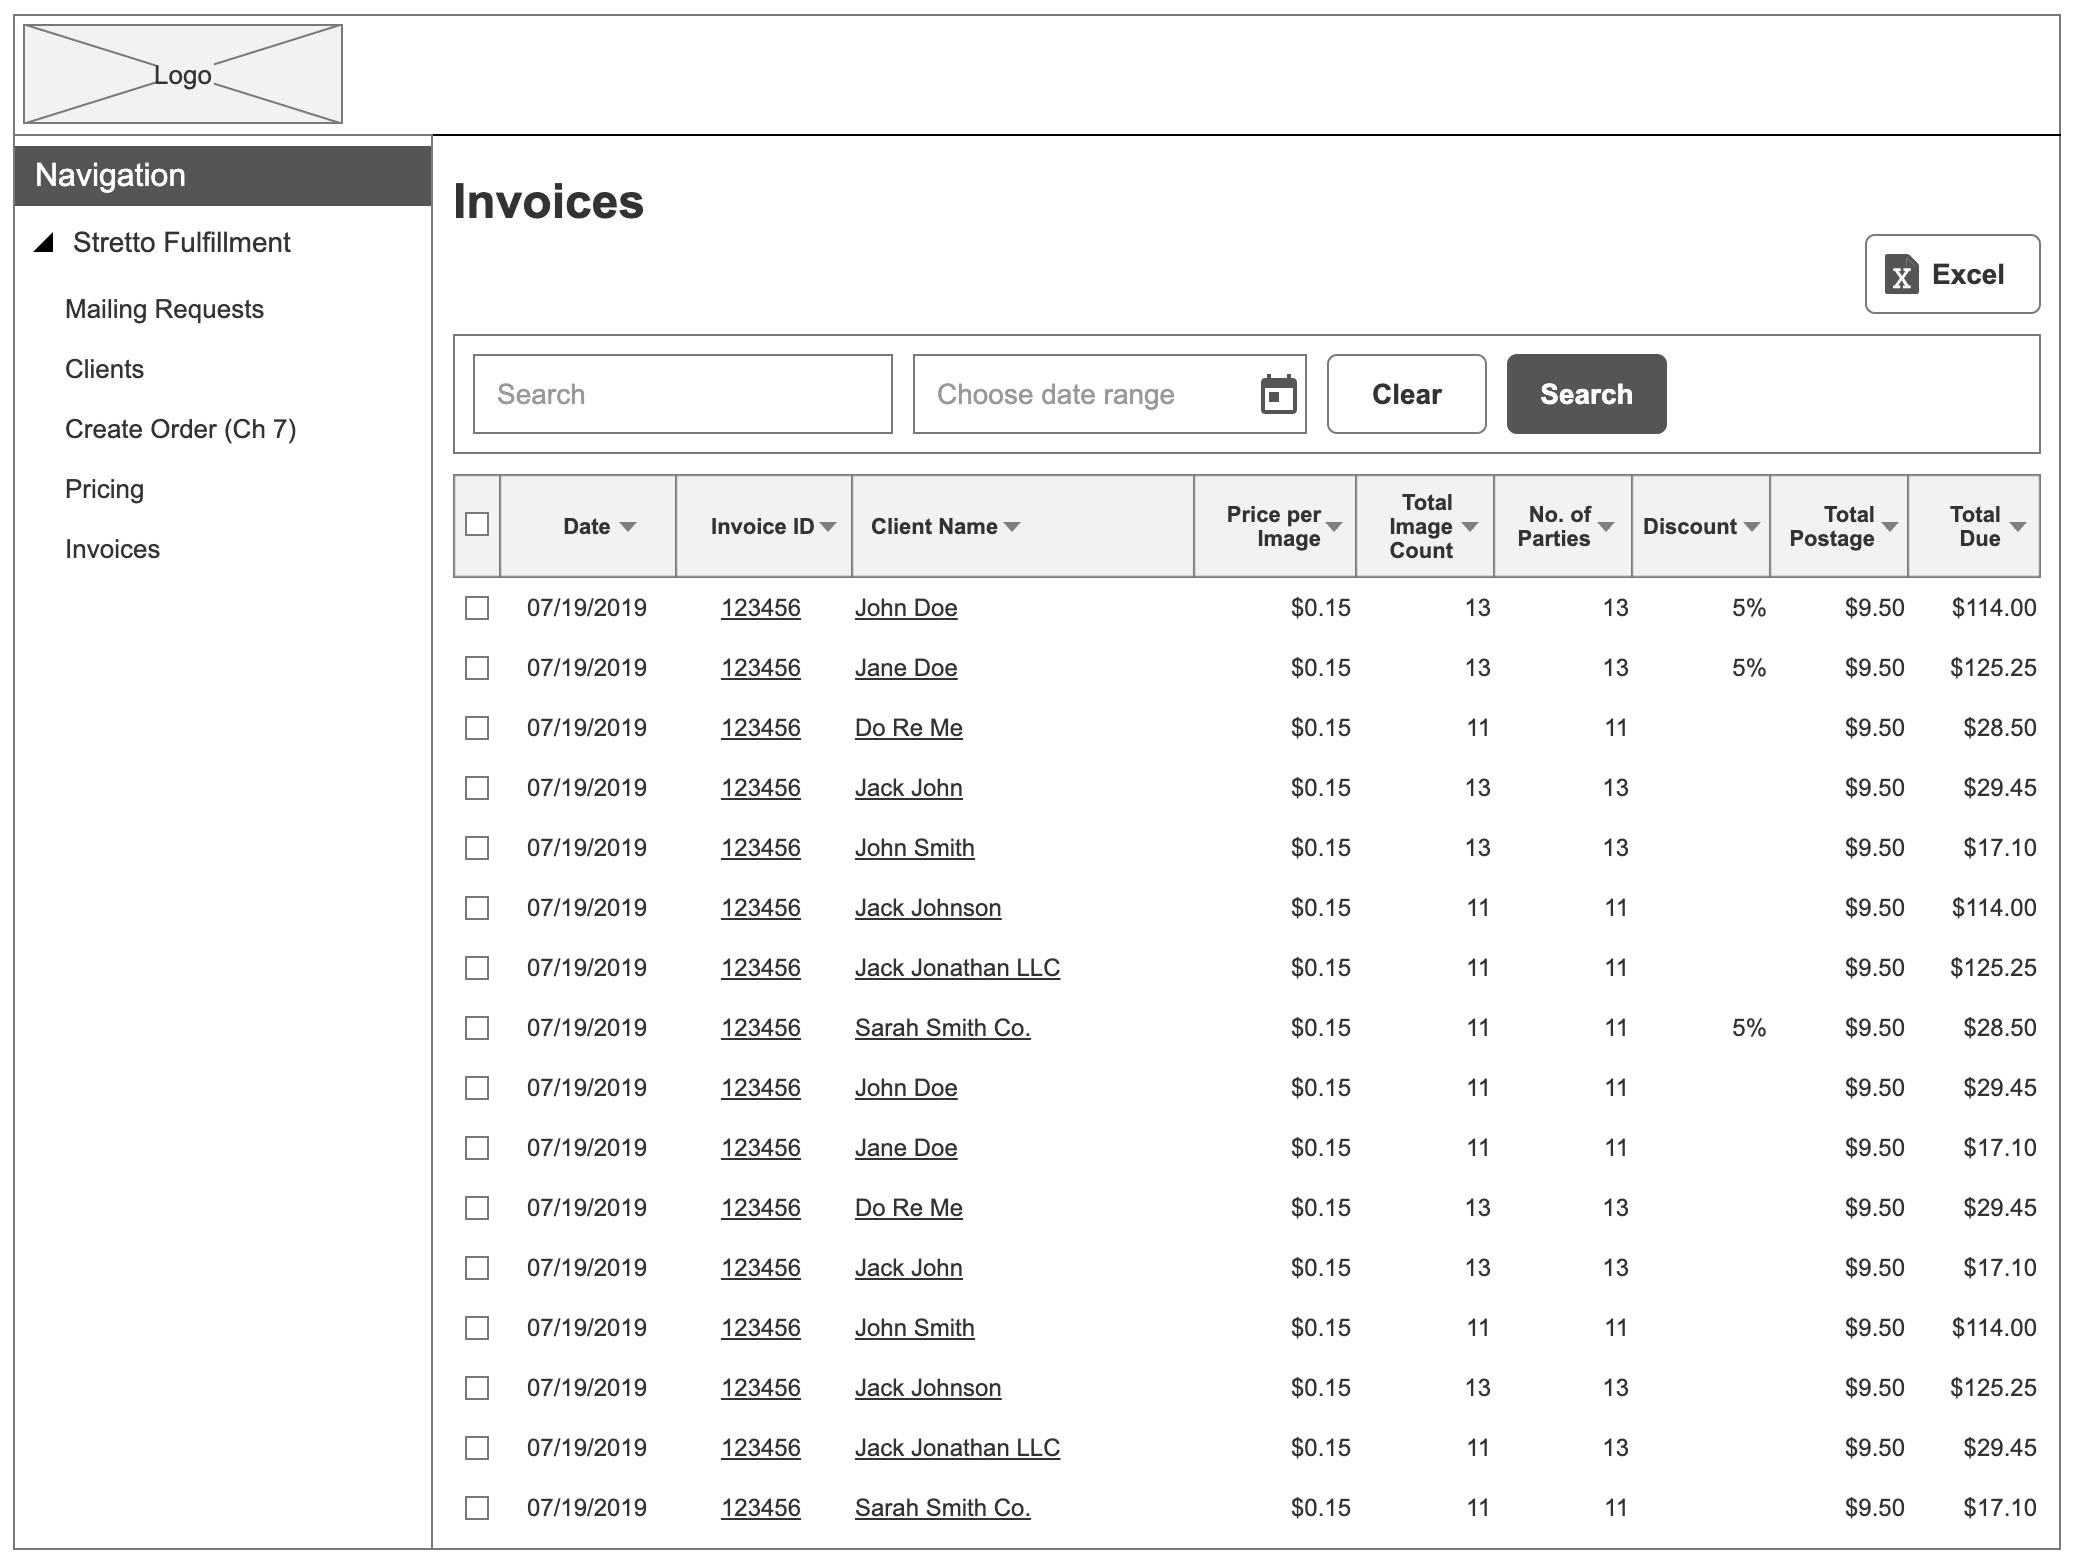 Logo
Navigation
Stretto Fulfillment
Mailing Requests
Clients
Create Order (Ch 7)
Pricing
Invoices
Invoices
Excel
Search
Choose date range
Clear
Search
Date Invoice ID Client Name Price per Image Total Image Count No. of Parties Discount Total Postage Total Due
07/19/2019 123456 John Doe $0.15 13 13 5% $9.50 $114.00
07/19/2019 123456 Jane Doe $0.15 13 13 5% $9.50 $125.25
07/19/2019 123456 Do Re Me $0.15 11 11 $9.50 $28.50
07/19/2019 123456 Jack John $0.15 13 13 $9.50 $29.45
07/19/2019 123456 John Smith $0.15 13 13 $9.50 $17.10
07/19/2019 123456 Jack Johnson $0.15 11 11 $9.50 $114.00
07/19/2019 123456 Jack Jonathan LLC $0.15 11 11 $9.50 $125.25
07/19/2019 123456 Sarah Smith Co. $0.15 11 11 5% $9.50 $28.50
07/19/2019 123456 John Doe $0.15 11 11 $9.50 $29.45
07/19/2019 123456 Jane Doe $0.15 11 11 $9.50 $17.10
07/19/2019 123456 Do Re Me $0.15 13 13 $9.50 $29.45
07/19/2019 123456 Jack John $0.15 13 13 $9.50 $17.10
07/19/2019 123456 John Smith $0.15 11 11 $9.50 $114.00
07/19/2019 123456 Jack Johnson $0.15 13 13 $9.50 $125.25
07/19/2019 123456 Jack Jonathan LLC $0.15 11 13 $9.50 $29.45
07/19/2019 123456 Sarah Smith Co. $0.15 11 11 $9.50 $17.10